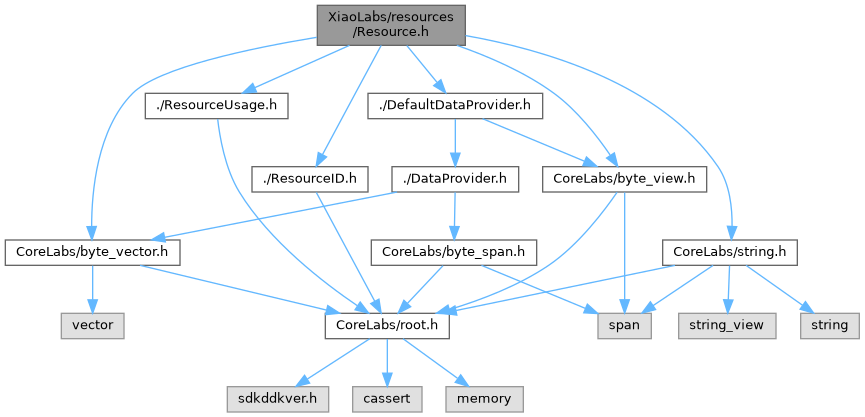 XiaoLabs/resources
/Resource.h
./ResourceUsage.h
./DefaultDataProvider.h
./ResourceID.h
./DataProvider.h
CoreLabs/byte_view.h
CoreLabs/byte_vector.h
CoreLabs/byte_span.h
CoreLabs/string.h
vector
CoreLabs/root.h
span
string_view
string
sdkddkver.h
cassert
memory